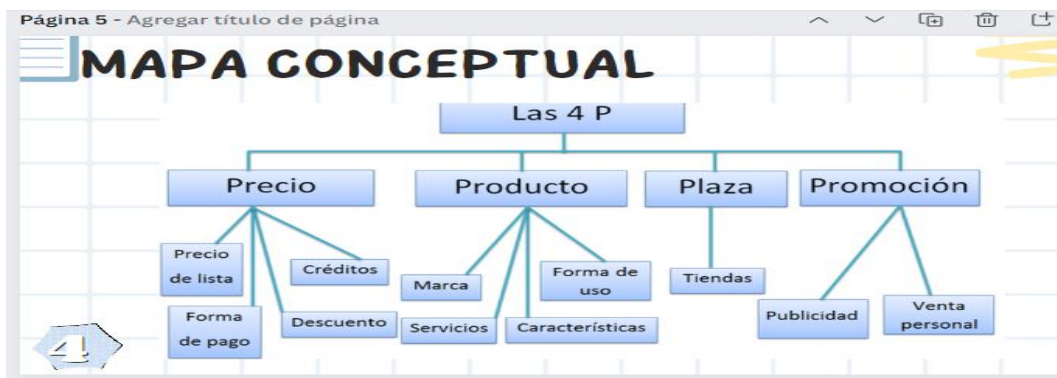 Página 5 - Agregar título de página
MAPA CONCEPTUAL
Las 4 P
Precio
Producto
Plaza
Promoción
Precio
de lista
Créditos
Forma
de pago
Descuento
Marca
Forma de
uso
Servicios
Características
Tiendas
Publicidad
Venta
personal
4